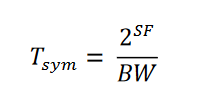 T_sym = 2^SF / BW